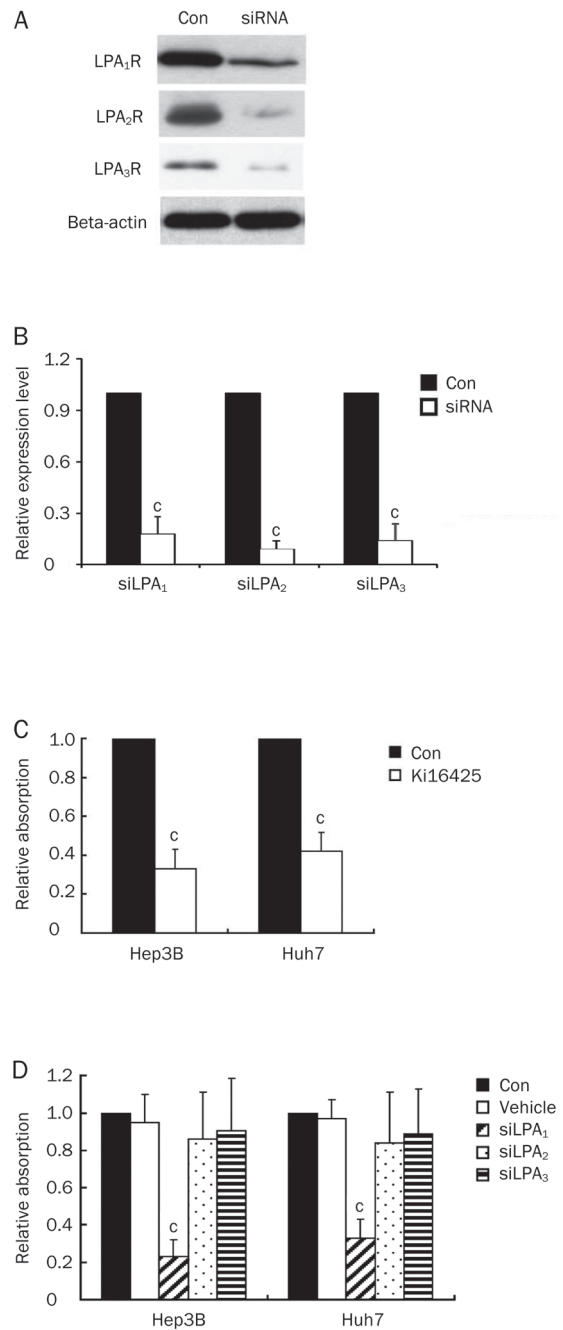 A
Con siRNA
LPA₁R
LPA₂R
LPA₃R
Beta-actin
B
Relative expression level
1.2
0.9
0.6
0.3
0
c
c
c
siLPA₁ siLPA₂ siLPA₃
Con
siRNA
C
Relative absorption
1.0
0.8
0.6
0.4
0.2
0
c
c
Hep3B Huh7
Con
Ki16425
D
Relative absorption
1.2
1.0
0.8
0.6
0.4
0.2
0
c
c
Hep3B Huh7
Con
Vehicle
siLPA₁
siLPA₂
siLPA₃